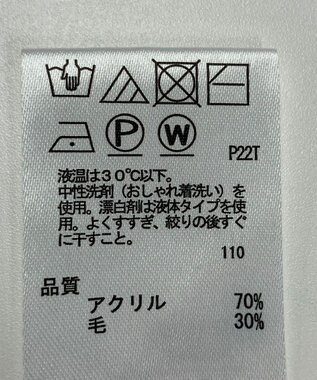 P W
P22T
液温は30℃以下。
中性洗剤（おしゃれ着洗い）を
使用。漂白剤は液体タイプを使
用。よくすすぎ、絞りの後すぐ
に干すこと。
110
品質
アクリル 70%
毛 30%